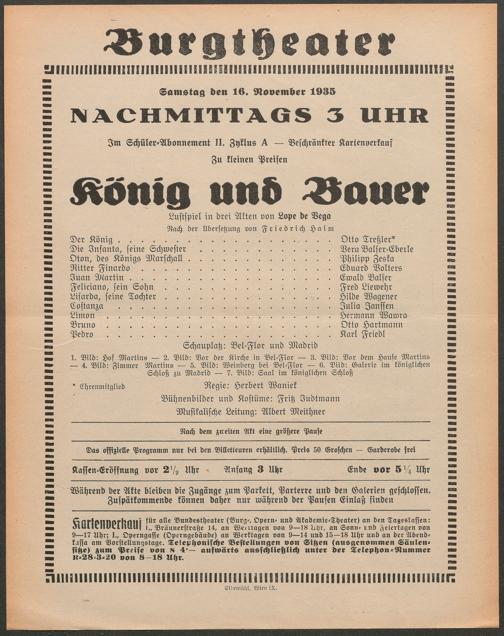 Burgtheater
Samstag den 16. November 1935
NACHMITTAGS 3 UHR
Im Schüler-Abonnement II. Zyklus A — Beschränkter Kartenverkauf
Zu kleinen Preisen
König und Bauer
Lustspiel in drei Akten von Lope de Vega
Nach der Übersetzung von Friedrich Halm
Der König . . . . . . . . . . . . Otto Treßler*
Die Infanta, seine Schwester . . . . . . . . . . . . Vera Balser-Eberle
Oton, des Königs Marschall . . . . . . . . . . . . Philipp Zeska
Ritter Finardo . . . . . . . . . . . . Eduard Volters
Juan Martin . . . . . . . . . . . . Ewald Balser
Feliciano, sein Sohn . . . . . . . . . . . . Fred Liewehr
Lisarda, seine Tochter . . . . . . . . . . . . Hilde Wagener
Costanza . . . . . . . . . . . . Julia Janssen
Limon . . . . . . . . . . . . Hermann Wawra
Bruno . . . . . . . . . . . . Otto Hartmann
Pedro . . . . . . . . . . . . Karl Friedl
Schauplatz: Bel-Flor und Madrid
1. Bild: Hof Martins — 2. Bild: Vor der Kirche in Bel-Flor — 3. Bild: Vor dem Hause Martins
— 4. Bild: Zimmer Martins — 5. Bild: Weinberg bei Bel-Flor — 6. Bild: Galerie im königlichen
Schloß zu Madrid — 7. Bild: Saal im königlichen Schloß
* Ehrenmitglied
Regie: Herbert Waniek
Bühnenbilder und Kostüme: Fritz Judtmann
Musikalische Leitung: Albert Meithner
Nach dem zweiten Akt eine größere Pause
Das offizielle Programm nur bei den Billetteuren erhältlich. Preis 50 Groschen — Garderobe frei
Kassen-Eröffnung vor 2½ Uhr Anfang 3 Uhr Ende vor 5¼ Uhr
Während der Akte bleiben die Zugänge zum Parkett, Parterre und den Galerien geschlossen.
Zuspätkommende können daher nur während der Pausen Einlaß finden
Kartenverkauf für alle Bundestheater (Burg-, Opern- und Akademie-Theater) an den Tageskassen:
I., Bräunerstraße 14, an Werktagen von 9—18 Uhr, an Sonn- und Feiertagen von
9—17 Uhr; I., Operngasse (Operngebäude) an Werktagen von 9—14 und 15—18 Uhr und an der Abend-
kassa am Vorstellungstage. Telephonische Bestellungen von Sitzen (ausgenommen Säulen-
sitze) zum Preise von S 4·— aufwärts ausschließlich unter der Telephon-Nummer
R-28-3-20 von 8—18 Uhr.
Elbemühl, Wien IX.